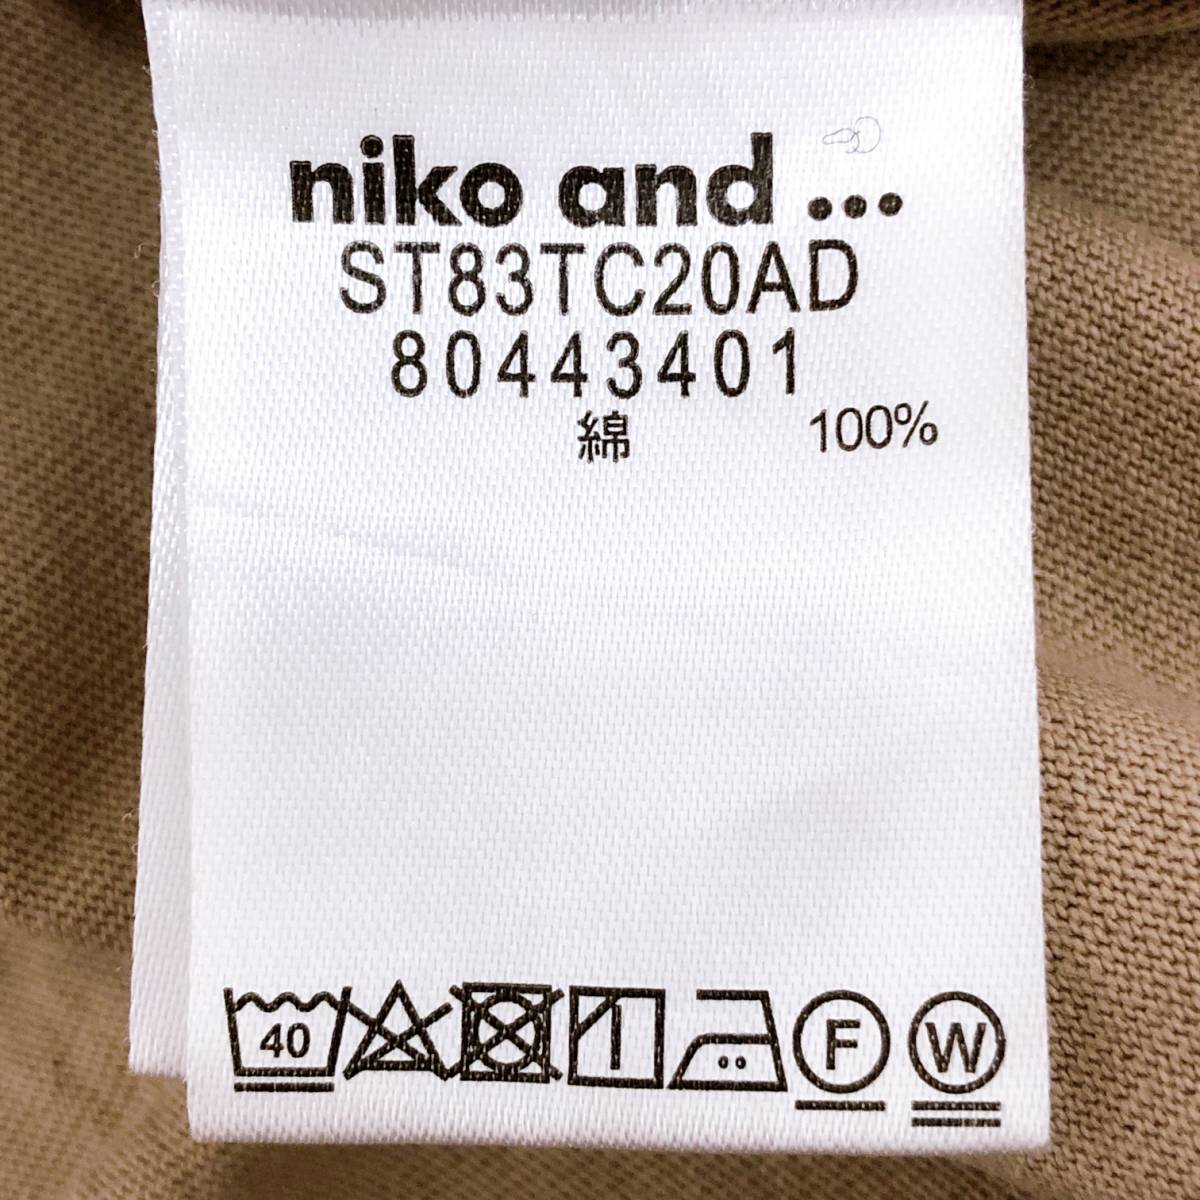 niko and ...
ST83TC20AD
80443401
綿 100%
40 F W